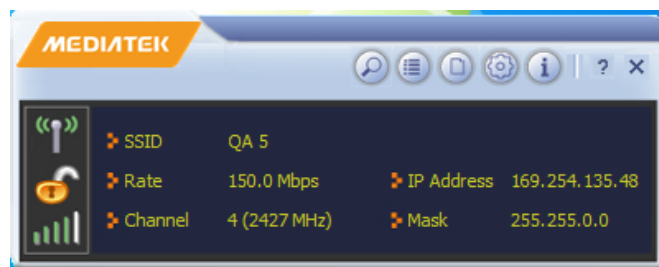 MEDIATEK
? ×
SSID QA 5
Rate 150.0 Mbps IP Address 169.254.135.48
Channel 4 (2427 MHz) Mask 255.255.0.0